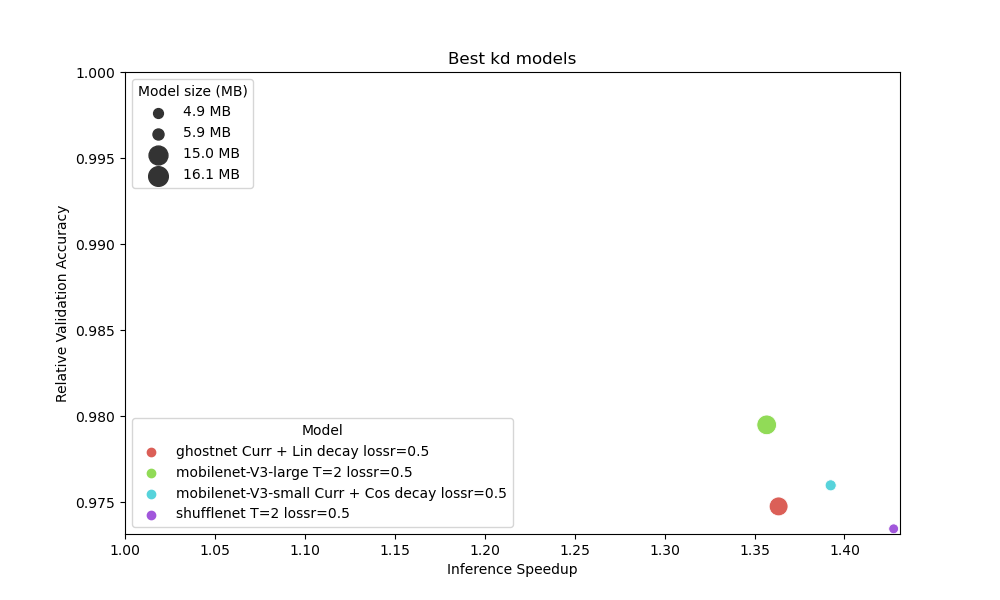 Best kd models
1.000
0.995
0.990
0.985
0.980
0.975
Relative Validation Accuracy
Model size (MB)
4.9 MB
5.9 MB
15.0 MB
16.1 MB
Model
ghostnet Curr + Lin decay lossr=0.5
mobilenet-V3-large T=2 lossr=0.5
mobilenet-V3-small Curr + Cos decay lossr=0.5
shufflenet T=2 lossr=0.5
1.00 1.05 1.10 1.15 1.20 1.25 1.30 1.35 1.40
Inference Speedup